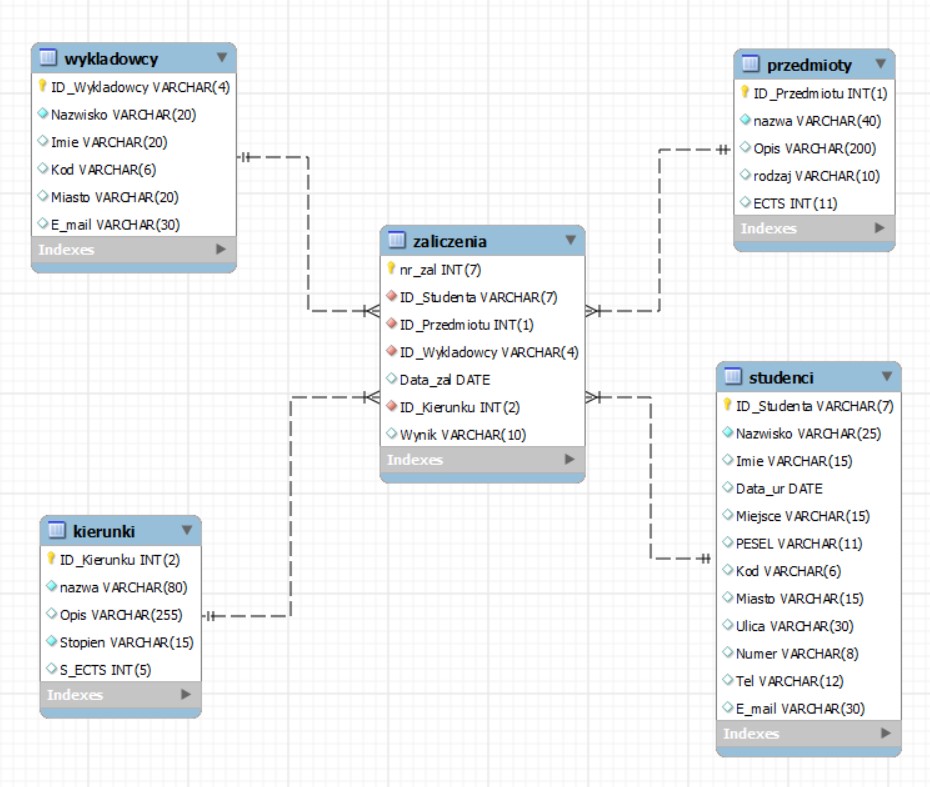 wykladowcy
ID_Wykladowcy VARCHAR(4)
Nazwisko VARCHAR(20)
Imie VARCHAR(20)
Kod VARCHAR(6)
Miasto VARCHAR(20)
E_mail VARCHAR(30)
Indexes
przedmioty
ID_Przedmiotu INT(1)
nazwa VARCHAR(40)
Opis VARCHAR(200)
rodzaj VARCHAR(10)
ECTS INT(11)
Indexes
zaliczenia
nr_zal INT(7)
ID_Studenta VARCHAR(7)
ID_Przedmiotu INT(1)
ID_Wykladowcy VARCHAR(4)
Data_zal DATE
ID_Kierunku INT(2)
Wynik VARCHAR(10)
Indexes
kierunki
ID_Kierunku INT(2)
nazwa VARCHAR(80)
Opis VARCHAR(255)
Stopien VARCHAR(15)
S_ECTS INT(5)
Indexes
studenci
ID_Studenta VARCHAR(7)
Nazwisko VARCHAR(25)
Imie VARCHAR(15)
Data_ur DATE
Miejsce VARCHAR(15)
PESEL VARCHAR(11)
Kod VARCHAR(6)
Miasto VARCHAR(15)
Ulica VARCHAR(30)
Numer VARCHAR(8)
Tel VARCHAR(12)
E_mail VARCHAR(30)
Indexes